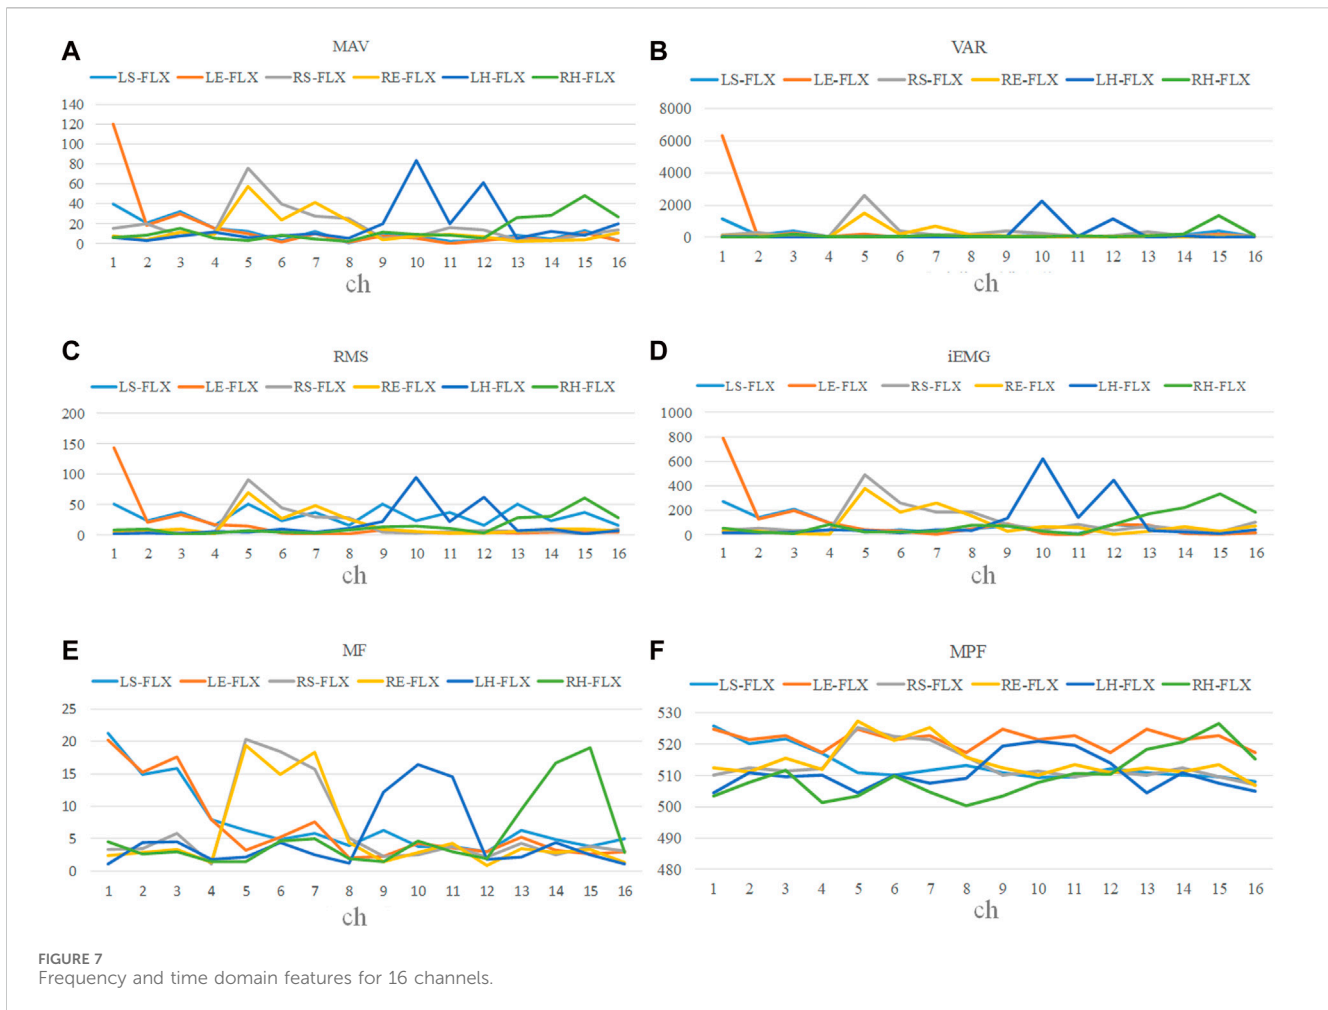 A
MAV
LS-FLX LE-FLX RS-FLX RE-FLX LH-FLX RH-FLX
140
120
100
80
60
40
20
0
1 2 3 4 5 6 7 8 9 10 11 12 13 14 15 16
ch
B
VAR
LS-FLX LE-FLX RS-FLX RE-FLX LH-FLX RH-FLX
8000
6000
4000
2000
0
1 2 3 4 5 6 7 8 9 10 11 12 13 14 15 16
ch
C
RMS
LS-FLX LE-FLX RS-FLX RE-FLX LH-FLX RH-FLX
200
150
100
50
0
1 2 3 4 5 6 7 8 9 10 11 12 13 14 15 16
ch
D
iEMG
LS-FLX LE-FLX RS-FLX RE-FLX LH-FLX RH-FLX
1000
800
600
400
200
0
1 2 3 4 5 6 7 8 9 10 11 12 13 14 15 16
ch
E
MF
LS-FLX LE-FLX RS-FLX RE-FLX LH-FLX RH-FLX
25
20
15
10
5
0
1 2 3 4 5 6 7 8 9 10 11 12 13 14 15 16
ch
F
MPF
LS-FLX LE-FLX RS-FLX RE-FLX LH-FLX RH-FLX
530
520
510
500
490
480
1 2 3 4 5 6 7 8 9 10 11 12 13 14 15 16
ch
FIGURE 7
Frequency and time domain features for 16 channels.